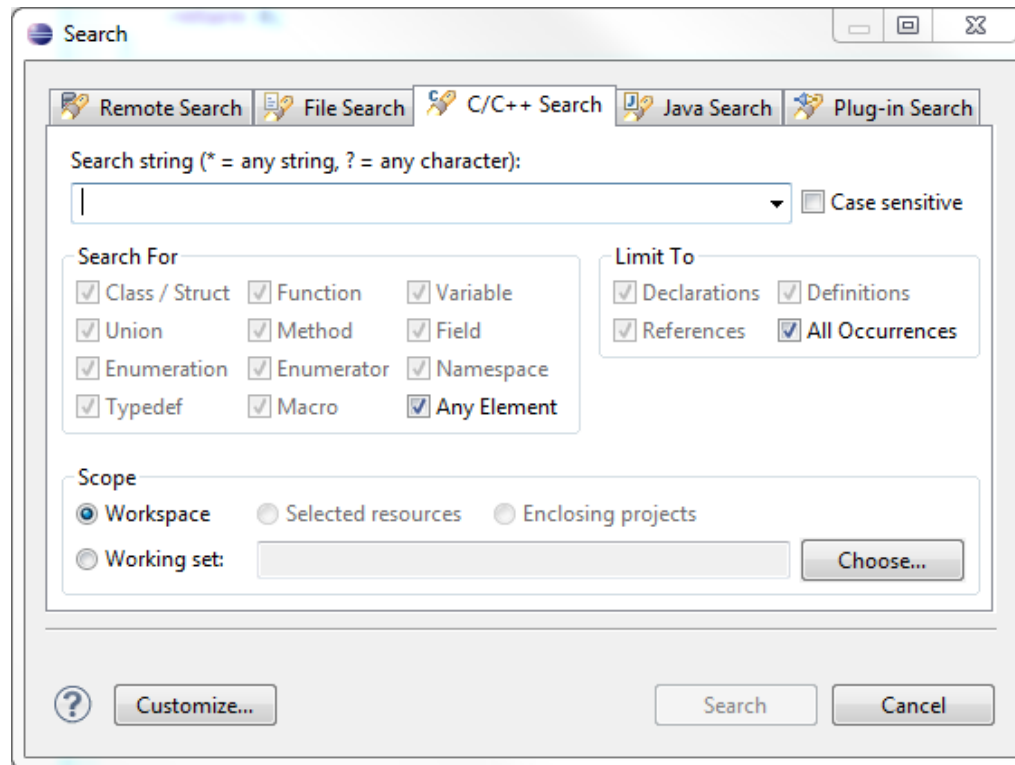 Search
Remote Search File Search C/C++ Search Java Search Plug-in Search
Search string (* = any string, ? = any character):
Case sensitive
Search For
Class / Struct Function Variable
Union Method Field
Enumeration Enumerator Namespace
Typedef Macro Any Element
Limit To
Declarations Definitions
References All Occurrences
Scope
Workspace Selected resources Enclosing projects
Working set: Choose...
Customize... Search Cancel